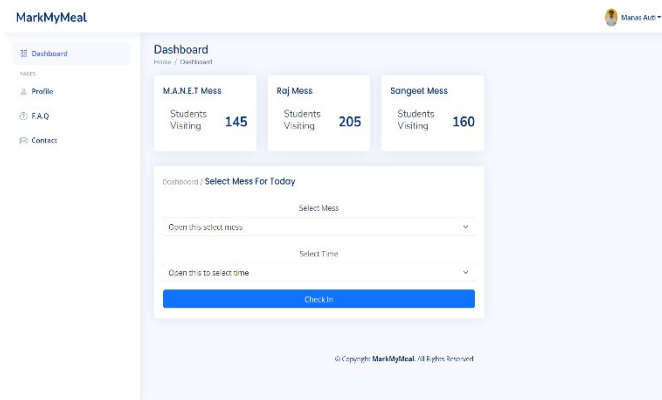 MarkMyMeal
Manas Auti
Dashboard
PAGES
Profile
F.A.Q
Contact
Dashboard
Home / Dashboard
M.A.N.E.T Mess
Students
Visiting
145
Raj Mess
Students
Visiting
205
Sangeet Mess
Students
Visiting
160
Dashboard / Select Mess For Today
Select Mess
Open this select mess
Select Time
Open this to select time
Check In
© Copyright MarkMyMeal. All Rights Reserved